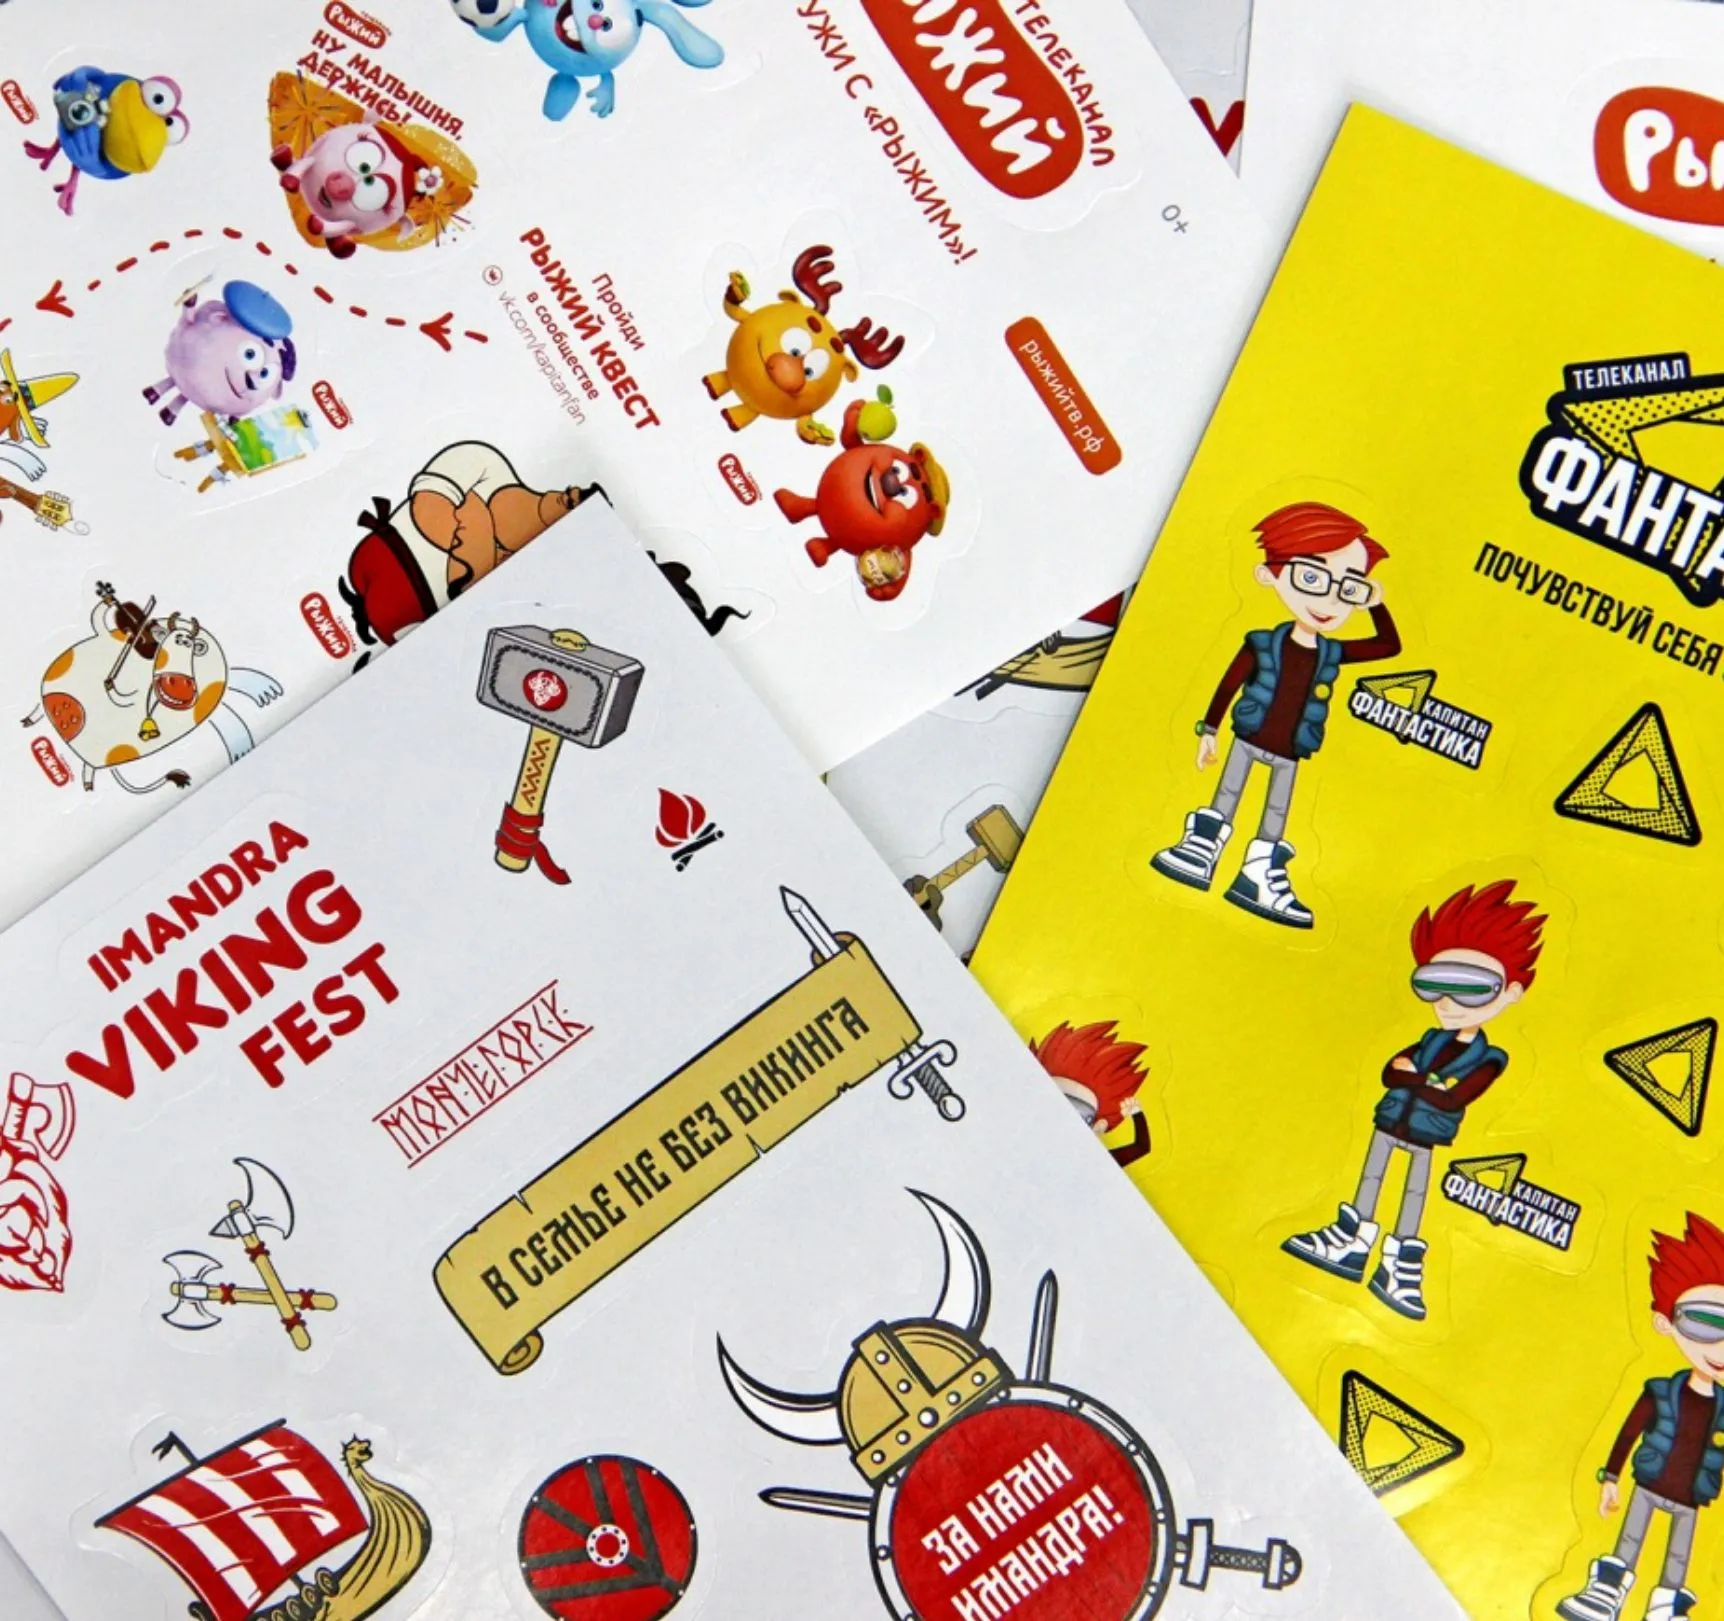 Рыжий
НУ МАЛЫШНЯ,
ДЕРЖИСЬ!
Рыжий
ТЕЛЕКАНАЛ
С «РЫЖИМ»!
0+
Пройди
РЫЖИЙ КВЕСТ
в сообществе
vk.com/kapitanfan
рыжийтв.рф
Рыжий
Рыжий
Рыжий
Рыжий
ТЕЛЕКАНАЛ
ПОЧУВСТВУЙ СЕБЯ
КАПИТАН
ФАНТАСТИКА
КАПИТАН
ФАНТАСТИКА
IMANDRA
VIKING
FEST
МОНЧЕГОРСК
В СЕМЬЕ НЕ БЕЗ ВИКИНГА
ЗА НАМИ
ИМАНДРА!